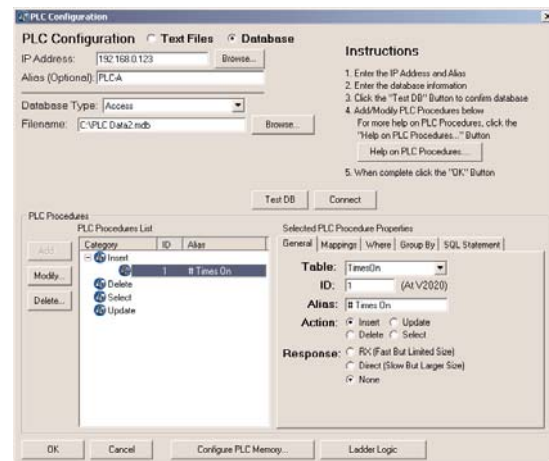 PLC Configuration
PLC Configuration Text Files Database
IP Address: 192.168.0.123 Browse...
Alias (Optional): PLC-A
Database Type: Access
Filename: C:\PLC Data2.mdb Browse...
Instructions
1. Enter the IP Address and Alias
2. Enter the database information
3. Click the "Test DB" Button to confirm database
4. Add/Modify PLC Procedures below
For more help on PLC Procedures, click the
"Help on PLC Procedures..." Button
Help on PLC Procedures...
5. When complete click the "OK" Button
Test DB Connect
PLC Procedures
PLC Procedures List
Add...
Modify...
Delete...
Category ID Alias
Insert
1 # Times On
Delete
Select
Update
Selected PLC Procedure Properties
General Mappings Where Group By SQL Statement
Table: TimesOn
ID: 1 (At V2020)
Alias: # Times On
Action: Insert Update
Delete Select
Response: RX (Fast But Limited Size)
Direct (Slow But Larger Size)
None
OK Cancel Configure PLC Memory... Ladder Logic